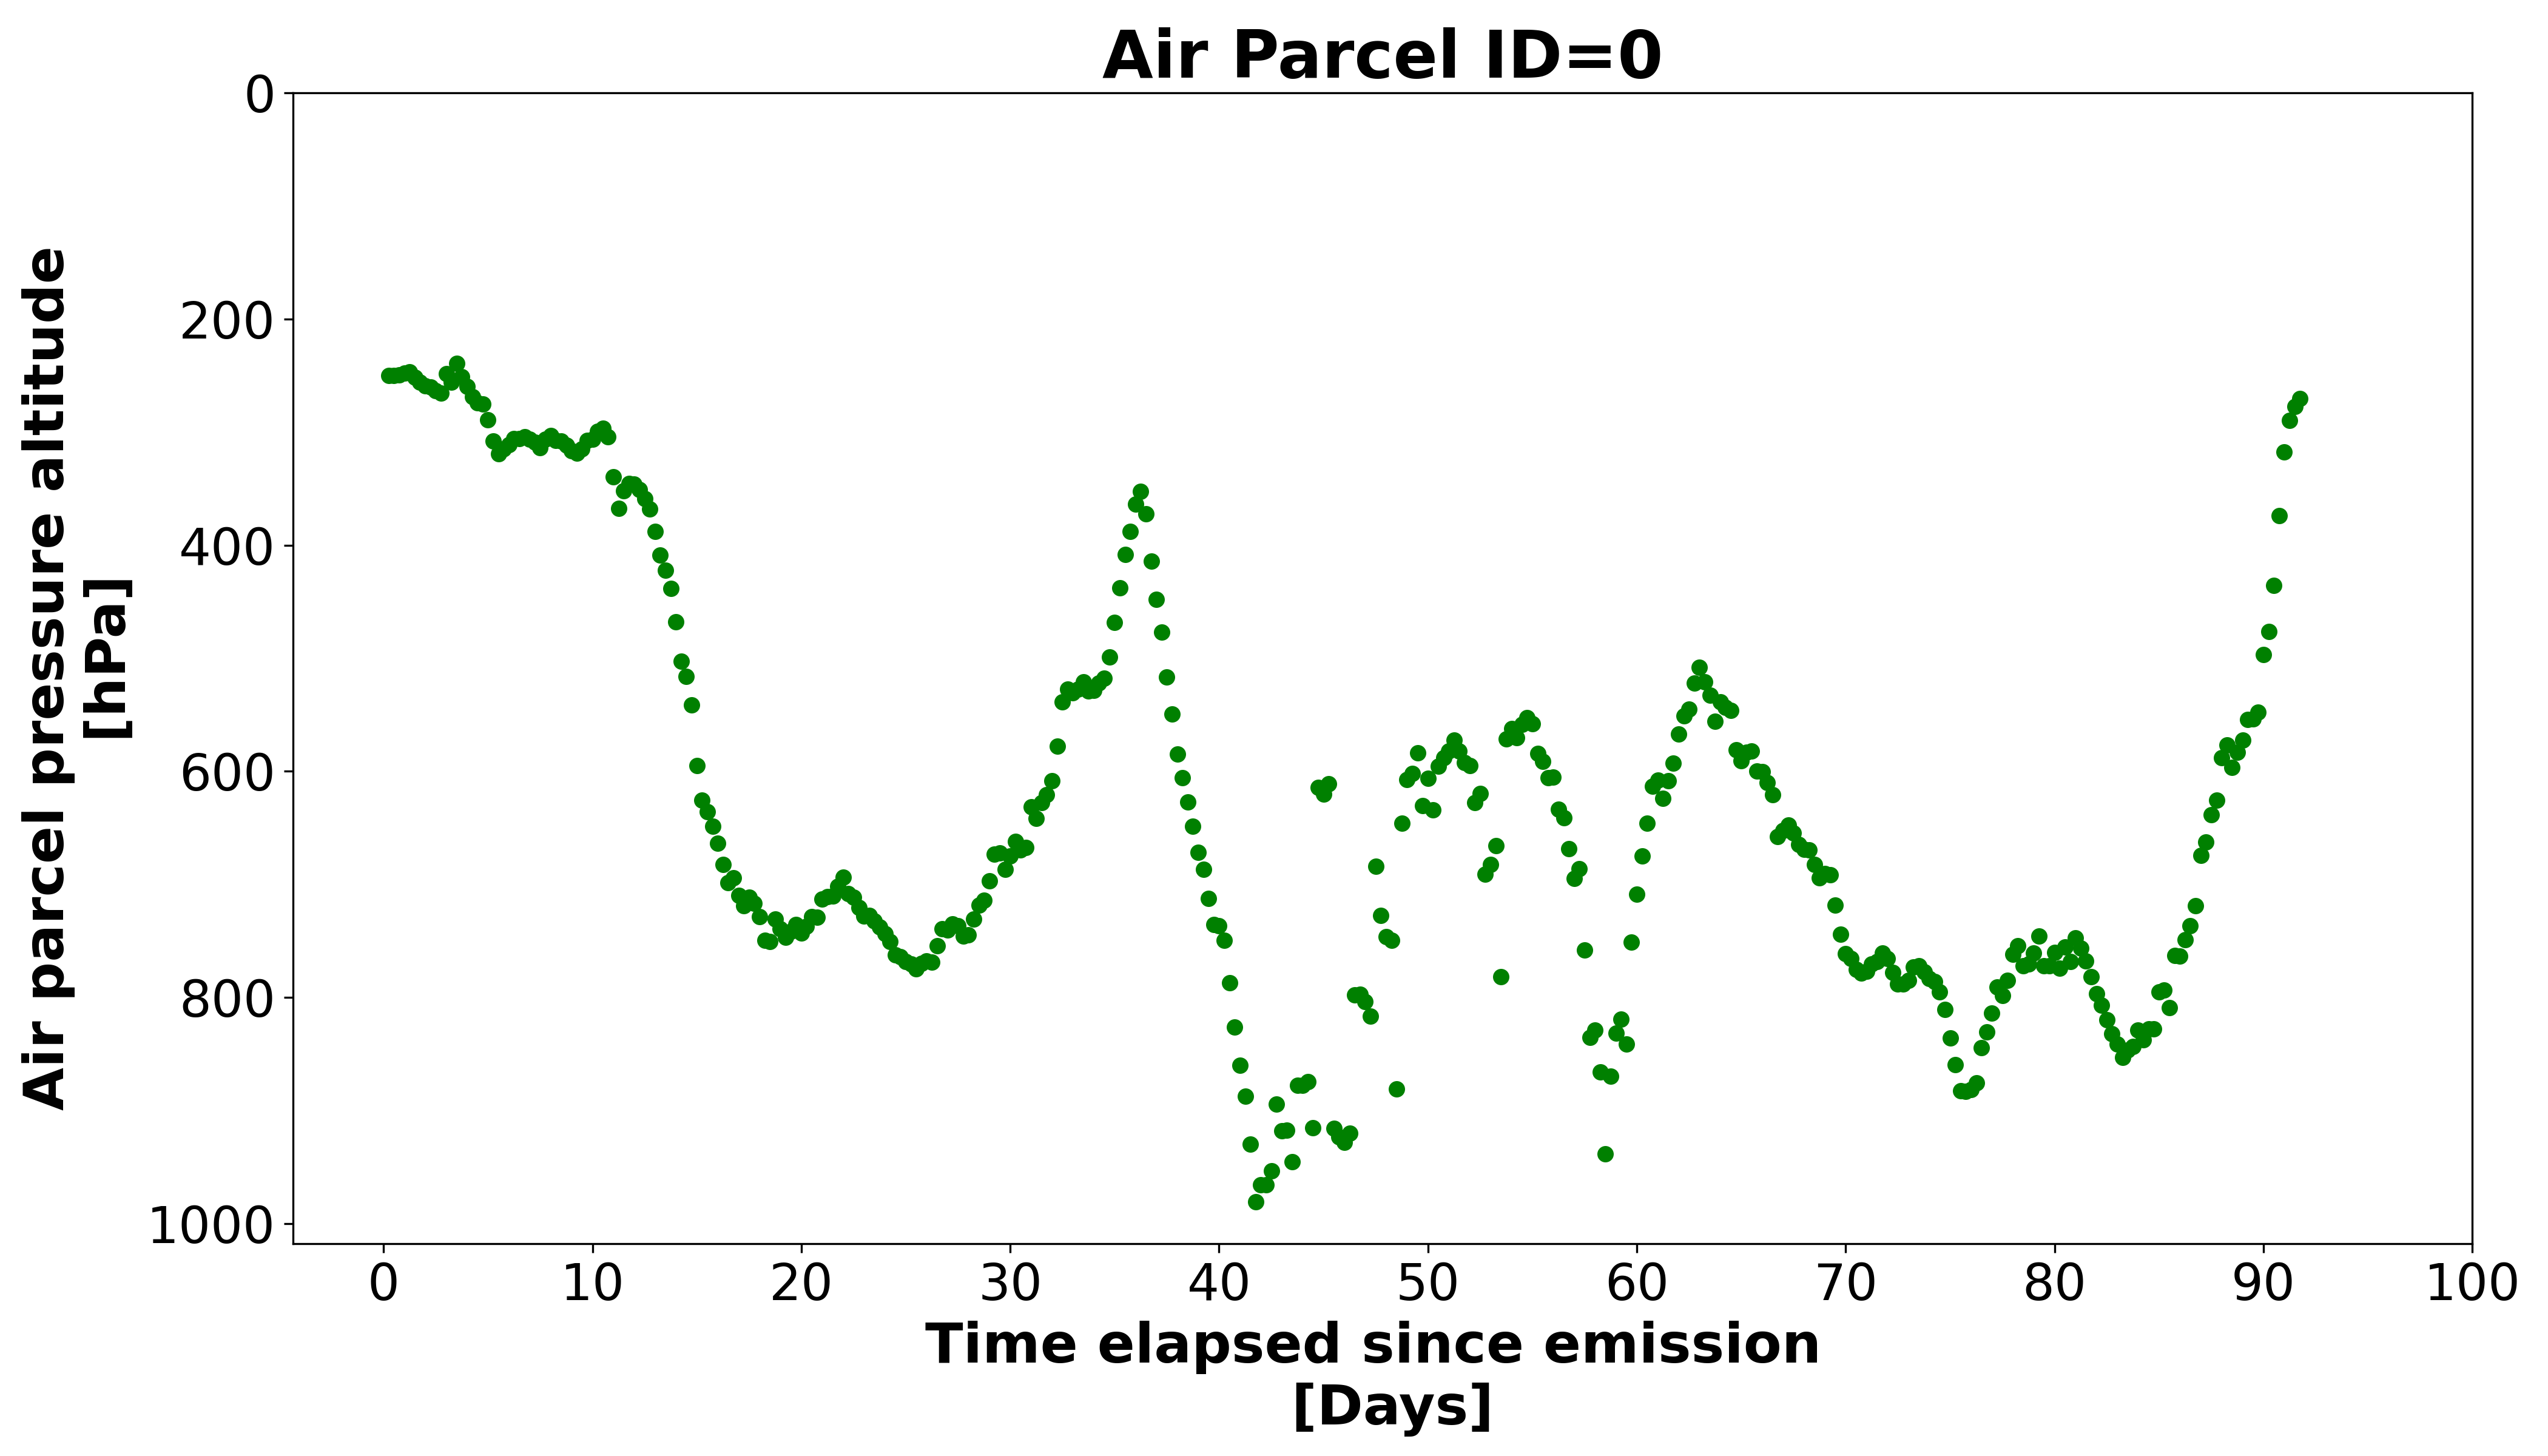 Air Parcel ID=0
0
200
400
600
800
1000
Air parcel pressure altitude
[hPa]
0 10 20 30 40 50 60 70 80 90 100
Time elapsed since emission
[Days]